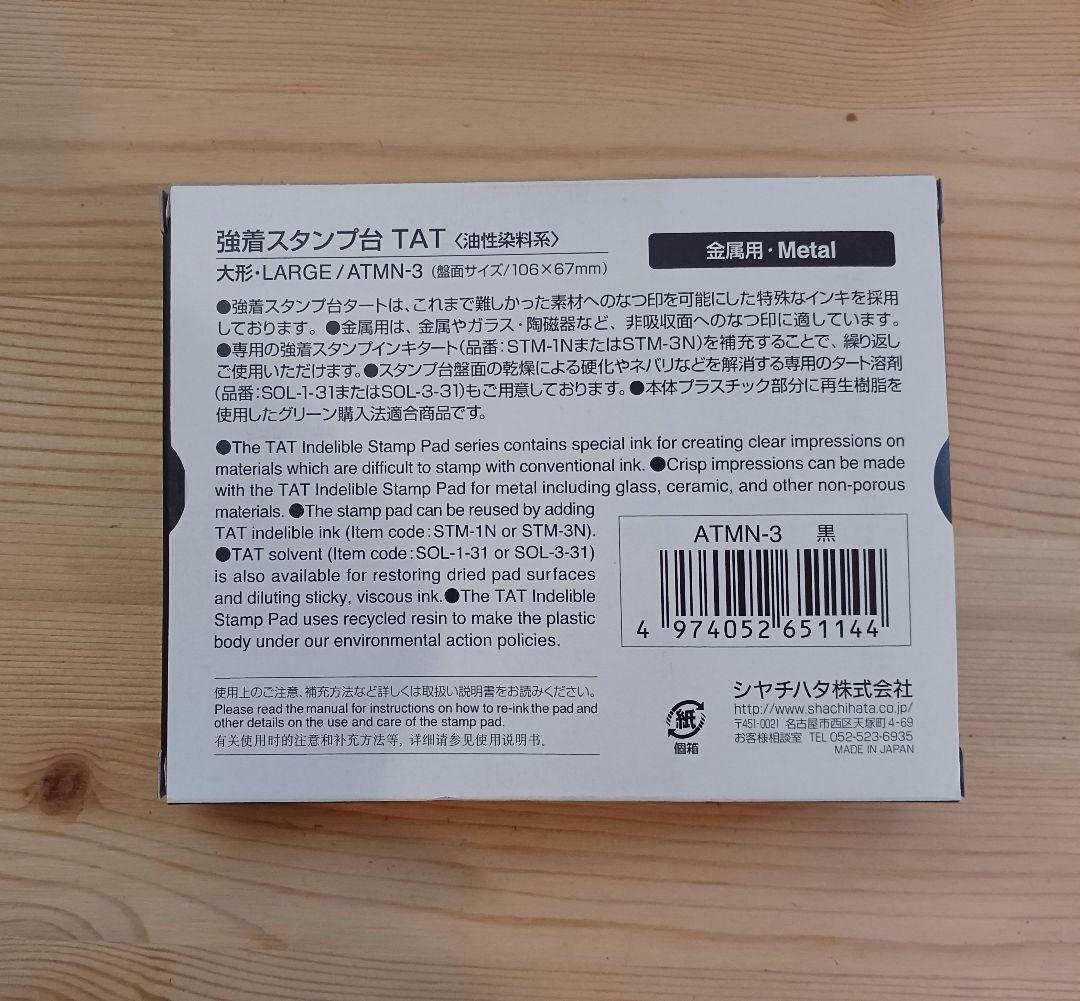 強着スタンプ台 TAT〈油性染料系〉
大形・LARGE/ATMN-3（盤面サイズ/106×67mm）
金属用・Metal
●強着スタンプ台タートは、これまで難しかった素材へのなつ印を可能にした特殊なインキを採用
しております。●金属用は、金属やガラス・陶磁器など、非吸収面へのなつ印に適しています。
●専用の強着スタンプインキタート（品番：STM-1NまたはSTM-3N）を補充することで、繰り返し
ご使用いただけます。●スタンプ台盤面の乾燥による硬化やネバリなどを解消する専用のタート溶剤
（品番：SOL-1-31またはSOL-3-31）もご用意しております。●本体プラスチック部分に再生樹脂を
使用したグリーン購入法適合商品です。
●The TAT Indelible Stamp Pad series contains special ink for creating clear impressions on
materials which are difficult to stamp with conventional ink. ●Crisp impressions can be made
with the TAT Indelible Stamp Pad for metal including glass, ceramic, and other non-porous
materials. ●The stamp pad can be reused by adding
TAT indelible ink (Item code：STM-1N or STM-3N).
●TAT solvent (Item code：SOL-1-31 or SOL-3-31)
is also available for restoring dried pad surfaces
and diluting sticky, viscous ink.●The TAT Indelible
Stamp Pad uses recycled resin to make the plastic
body under our environmental action policies.
ATMN-3 黒
4 974052 651144
使用上のご注意、補充方法など詳しくは取扱い説明書をお読みください。
Please read the manual for instructions on how to re-ink the pad and
other details on the use and care of the stamp pad.
有关使用时的注意和补充方法等，详细请参见使用说明书．
紙
個箱
シヤチハタ株式会社
http://www.shachihata.co.jp/
〒451-0021 名古屋市西区天塚町4-69
お客様相談室 TEL 052-523-6935
MADE IN JAPAN